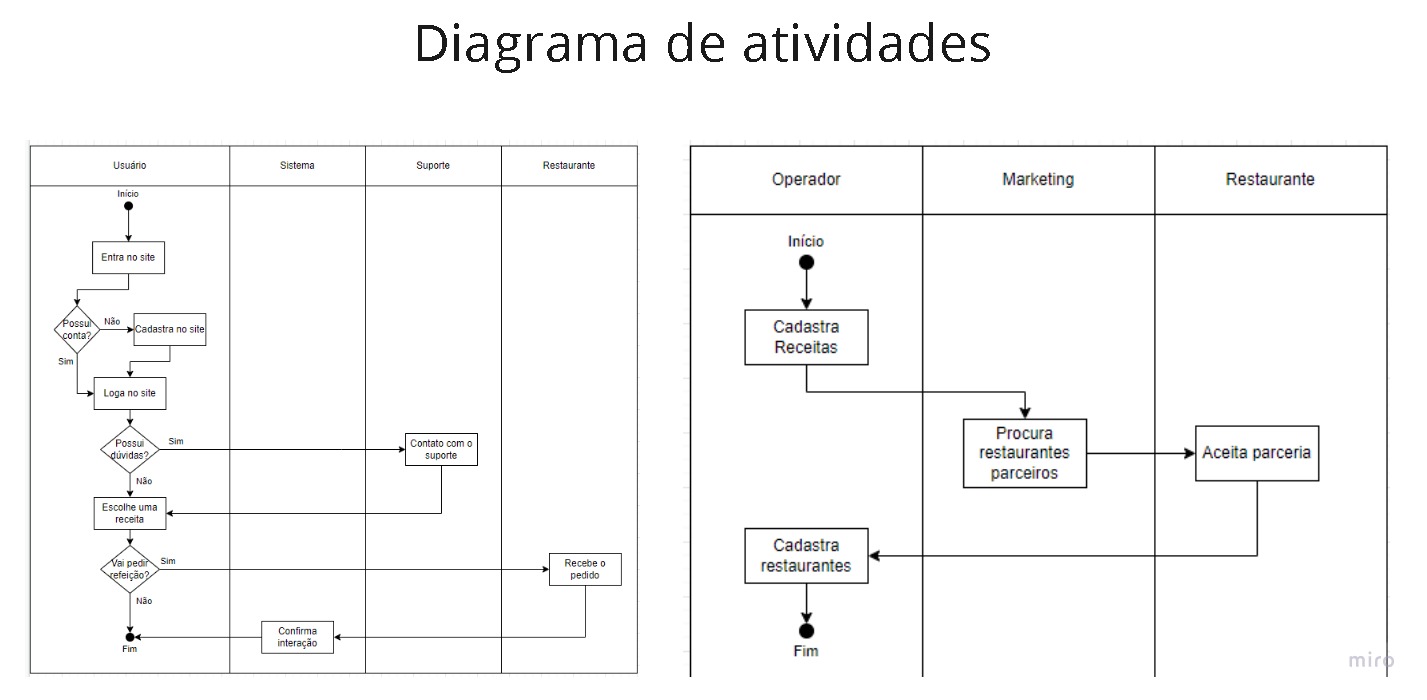 Diagrama de atividades
Usuário
Sistema
Suporte
Restaurante
Início
Entra no site
Possui
conta?
Não
Cadastra no site
Sim
Loga no site
Possui
dúvidas?
Sim
Contato com o
suporte
Não
Escolhe uma
receita
Vai pedir
refeição?
Sim
Recebe o
pedido
Não
Confirma
interação
Fim
Operador
Marketing
Restaurante
Início
Cadastra
Receitas
Procura
restaurantes
parceiros
Aceita parceria
Cadastra
restaurantes
Fim
miro